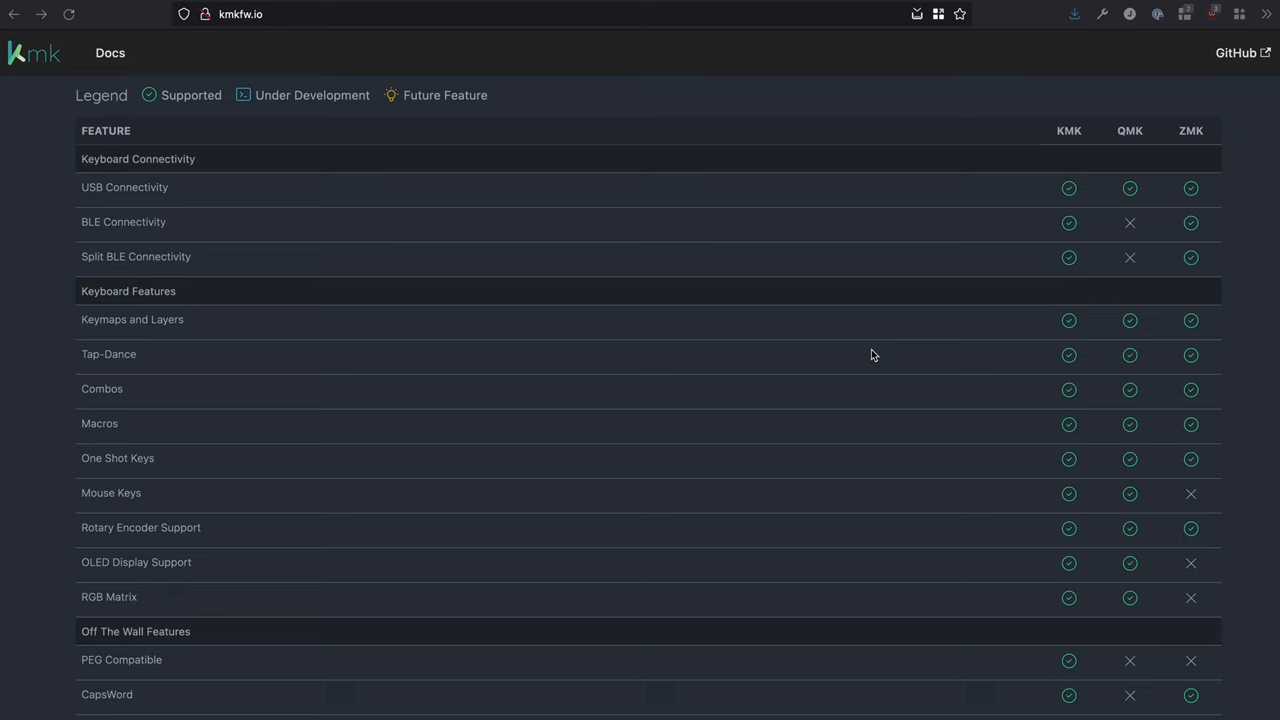 kmkfw.io
2
3
kmk
Docs
GitHub
Legend
Supported
Under Development
Future Feature
FEATURE KMK QMK ZMK
Keyboard Connectivity
USB Connectivity
BLE Connectivity
Split BLE Connectivity
Keyboard Features
Keymaps and Layers
Tap-Dance
Combos
Macros
One Shot Keys
Mouse Keys
Rotary Encoder Support
OLED Display Support
RGB Matrix
Off The Wall Features
PEG Compatible
CapsWord